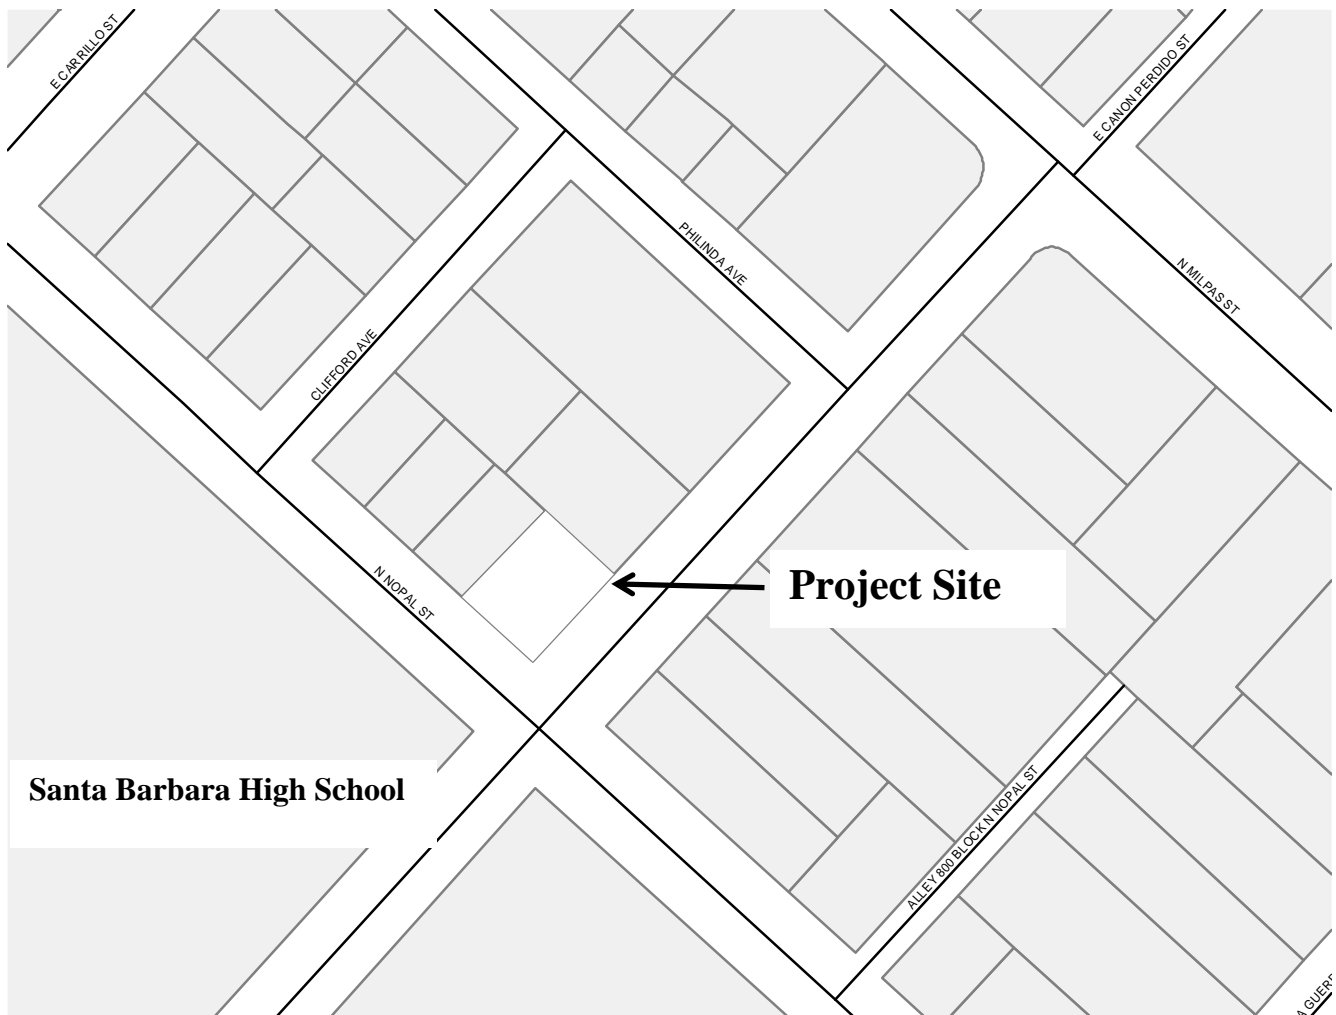 E CARRILLO ST
E CANON PERDIDO ST
PHILINDA AVE
N MILPAS ST
CLIFFORD AVE
N NOPAL ST
Project Site
Santa Barbara High School
ALLEY 800 BLOCK N NOPAL ST
A GUER